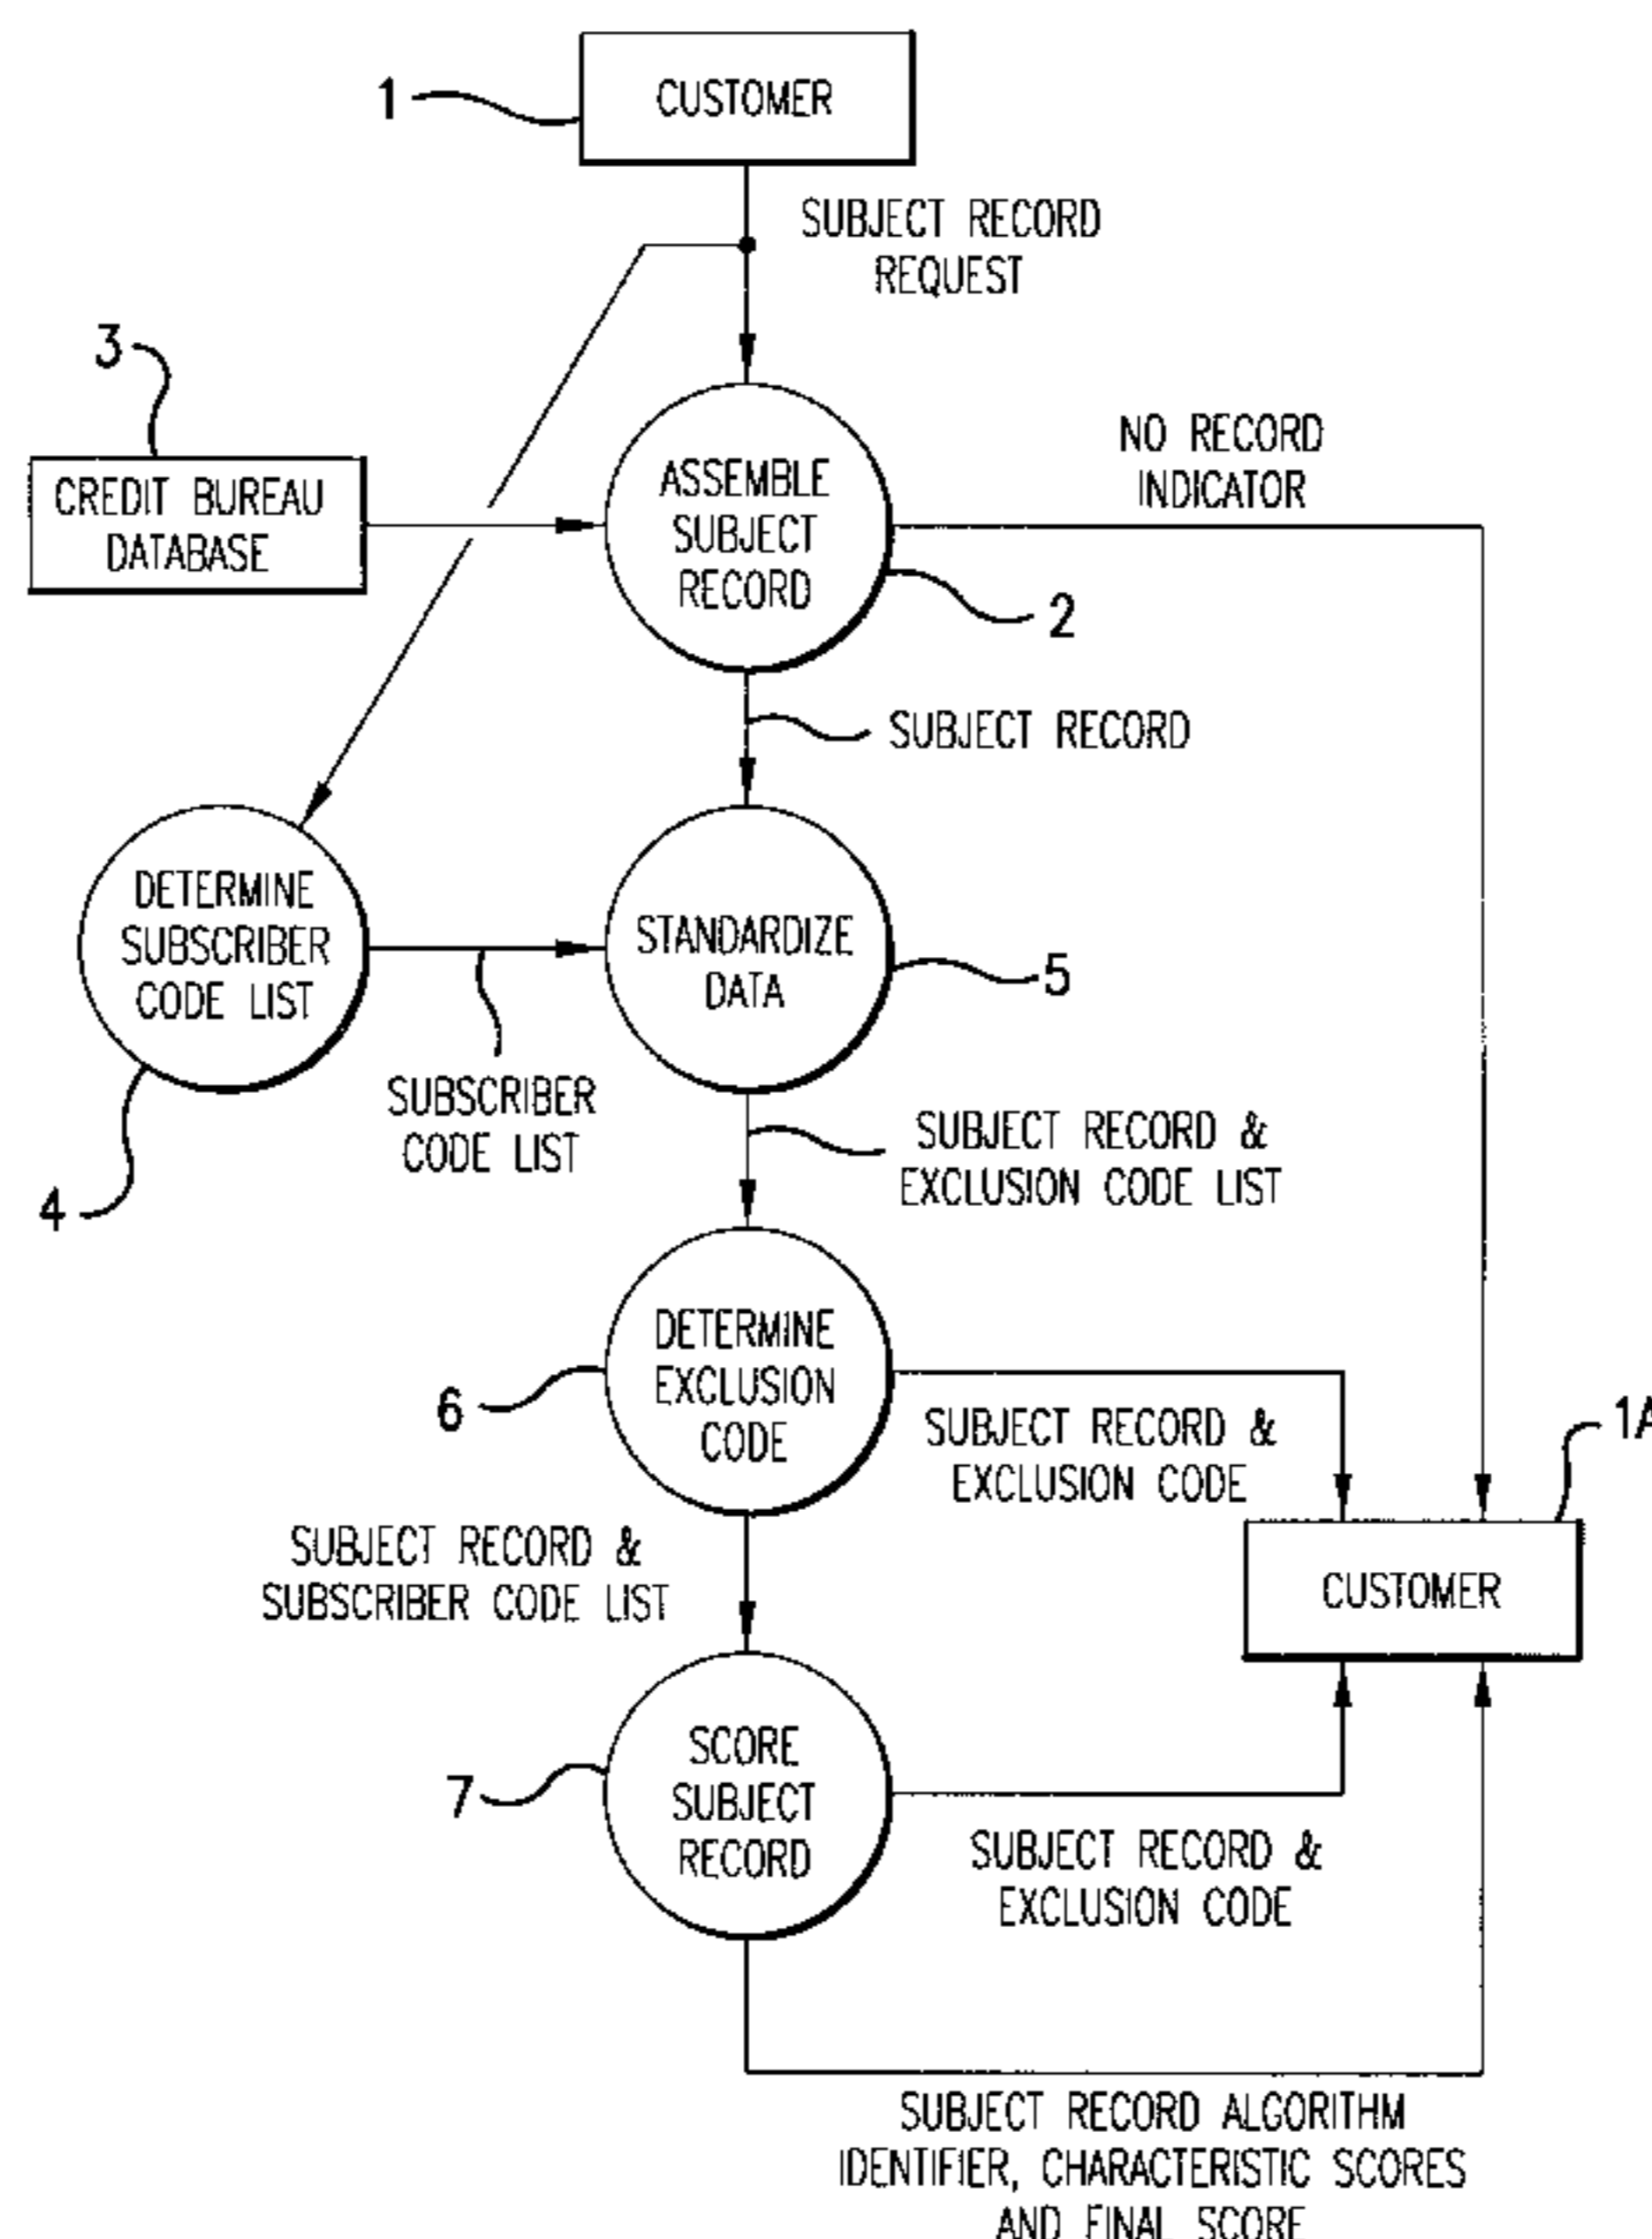 1
CUSTOMER
SUBJECT RECORD
REQUEST
3
CREDIT BUREAU
DATABASE
ASSEMBLE
SUBJECT
RECORD
NO RECORD
INDICATOR
2
SUBJECT RECORD
DETERMINE
SUBSCRIBER
CODE LIST
STANDARDIZE
DATA
5
SUBSCRIBER
CODE LIST
4
SUBJECT RECORD &
EXCLUSION CODE LIST
DETERMINE
EXCLUSION
CODE
6
SUBJECT RECORD &
EXCLUSION CODE
1A
CUSTOMER
SUBJECT RECORD &
SUBSCRIBER CODE LIST
SCORE
SUBJECT
RECORD
7
SUBJECT RECORD &
EXCLUSION CODE
SUBJECT RECORD ALGORITHM
IDENTIFIER, CHARACTERISTIC SCORES
AND FINAL SCORE